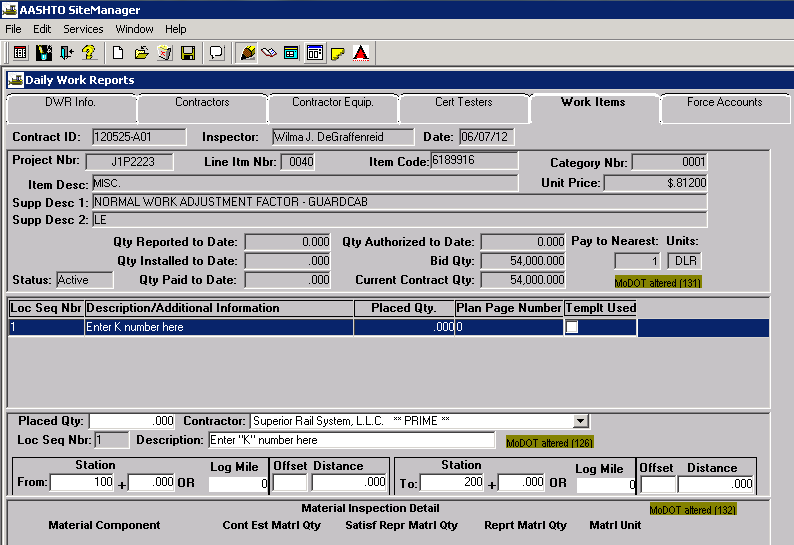 AASHTO SiteManager
File Edit Services Window Help
Daily Work Reports
DWR Info. Contractors Contractor Equip. Cert Testers Work Items Force Accounts
Contract ID: 120525-A01 Inspector: Wilma J. DeGraffenreid Date: 06/07/12
Project Nbr: J1P2223 Line Itm Nbr: 0040 Item Code: 6189916 Category Nbr: 0001
Item Desc: MISC. Unit Price: $.81200
Supp Desc 1: NORMAL WORK ADJUSTMENT FACTOR - GUARDCAB
Supp Desc 2: LE
Qty Reported to Date: 0.000 Qty Authorized to Date: 0.000 Pay to Nearest: Units:
Qty Installed to Date: .000 Bid Qty: 54,000.000 1 DLR
Status: Active Qty Paid to Date: .000 Current Contract Qty: 54,000.000 MoDOT altered (131)
Loc Seq Nbr Description/Additional Information Placed Qty. Plan Page Number Templt Used
1 Enter K number here .000 0
Placed Qty: .000 Contractor: Superior Rail System, L.L.C. ** PRIME **
Loc Seq Nbr: 1 Description: Enter "K" number here MoDOT altered (126)
Station Log Mile Offset Distance Station Log Mile Offset Distance
From: 100 + .000 OR 0 .000 To: 200 + .000 OR 0 .000
Material Inspection Detail MoDOT altered (132)
Material Component Cont Est Matrl Qty Satisf Repr Matrl Qty Reprt Matrl Qty Matrl Unit